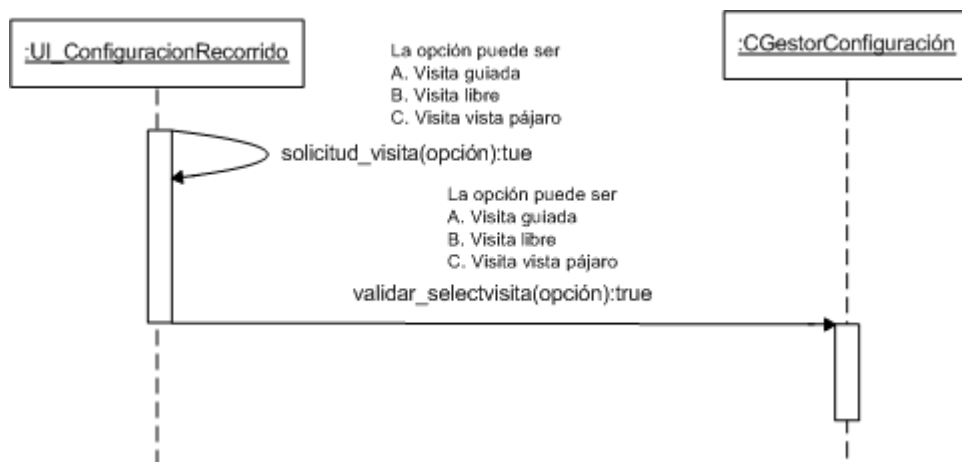 :UI_ConfiguracionRecorrido
:CGestorConfiguración
La opción puede ser
A. Visita guiada
B. Visita libre
C. Visita vista pájaro
solicitud_visita(opción):tue
La opción puede ser
A. Visita guiada
B. Visita libre
C. Visita vista pájaro
validar_selectvisita(opción):true